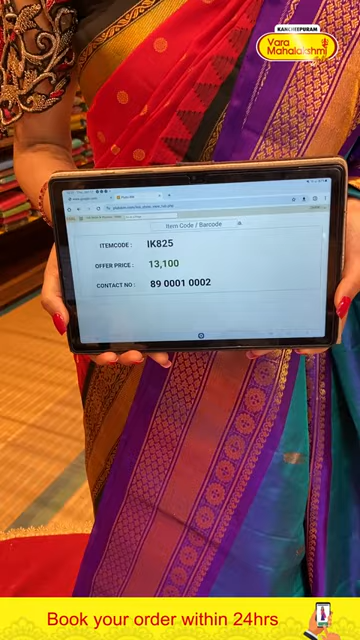 KANCHEEPURAM
Vara
Mahalakshmi
Item Code / Barcode
ITEMCODE : IK825
OFFER PRICE : 13,100
CONTACT NO : 89 0001 0002
Book your order within 24hrs